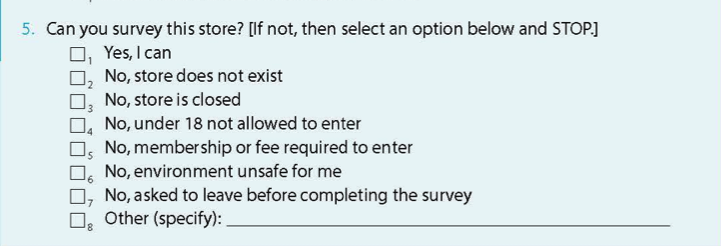 5. Can you survey this store? [If not, then select an option below and STOP.]
☐1 Yes, I can
☐2 No, store does not exist
☐3 No, store is closed
☐4 No, under 18 not allowed to enter
☐5 No, membership or fee required to enter
☐6 No, environment unsafe for me
☐7 No, asked to leave before completing the survey
☐8 Other (specify):